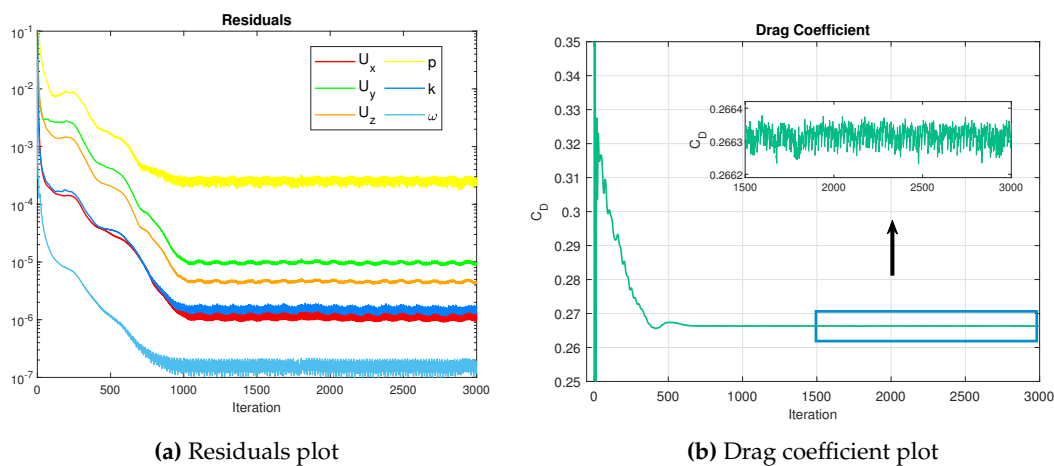 Residuals
10^-1
10^-2
10^-3
10^-4
10^-5
10^-6
10^-7
U_x
U_y
U_z
p
k
ω
0 500 1000 1500 2000 2500 3000
Iteration
(a) Residuals plot
Drag Coefficient
C_D
0.35
0.34
0.33
0.32
0.31
0.3
0.29
0.28
0.27
0.26
0.25
C_D
0.2664
0.2663
0.2662
1500 2000 2500 3000
0 500 1000 1500 2000 2500 3000
Iteration
(b) Drag coefficient plot